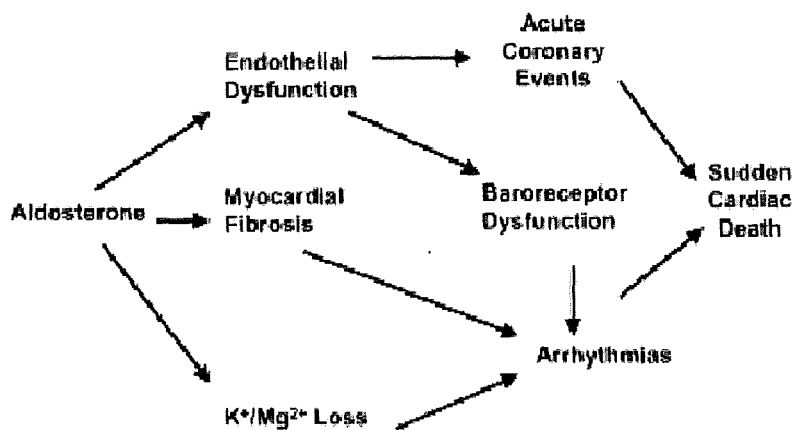 Acute
Coronary
Events
Endothelial
Dysfunction
Sudden
Cardiac
Death
Aldosterone
Myocardial
Fibrosis
Baroreceptor
Dysfunction
Arrhythmias
K⁺/Mg²⁺ Loss